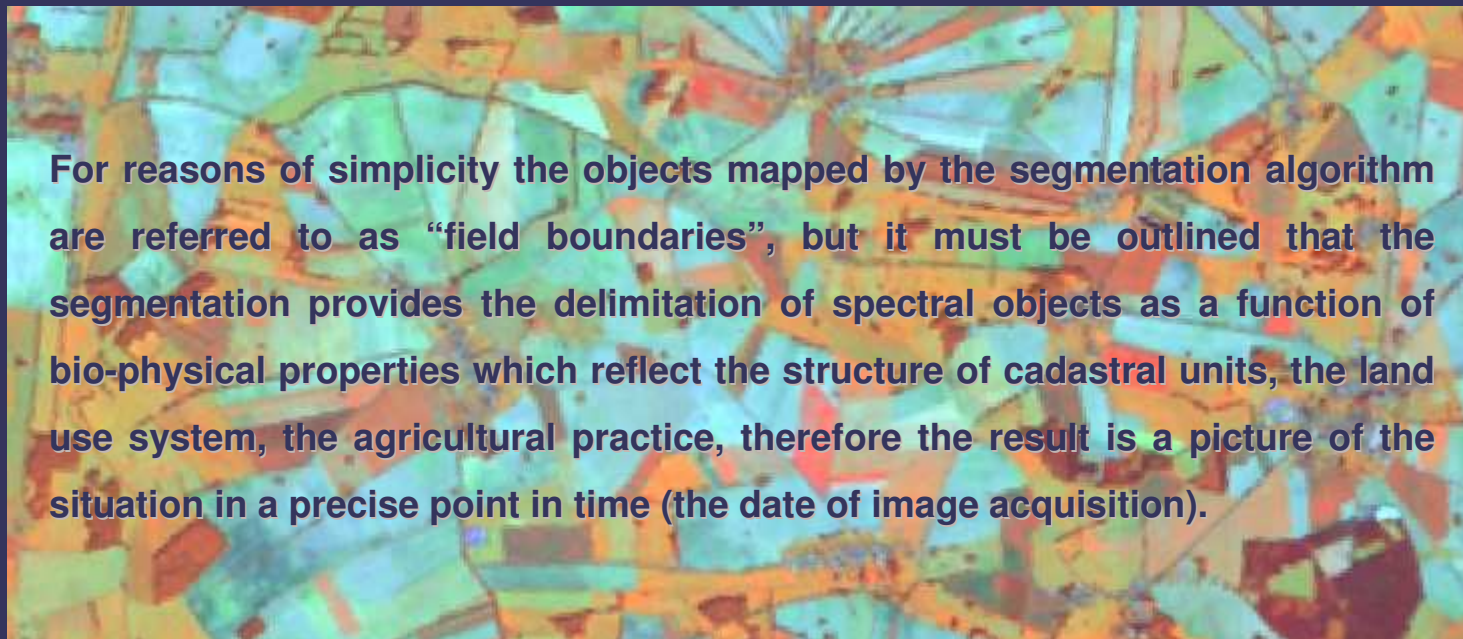 For reasons of simplicity the objects mapped by the segmentation algorithm
are referred to as “field boundaries”, but it must be outlined that the
segmentation provides the delimitation of spectral objects as a function of
bio-physical properties which reflect the structure of cadastral units, the land
use system, the agricultural practice, therefore the result is a picture of the
situation in a precise point in time (the date of image acquisition).